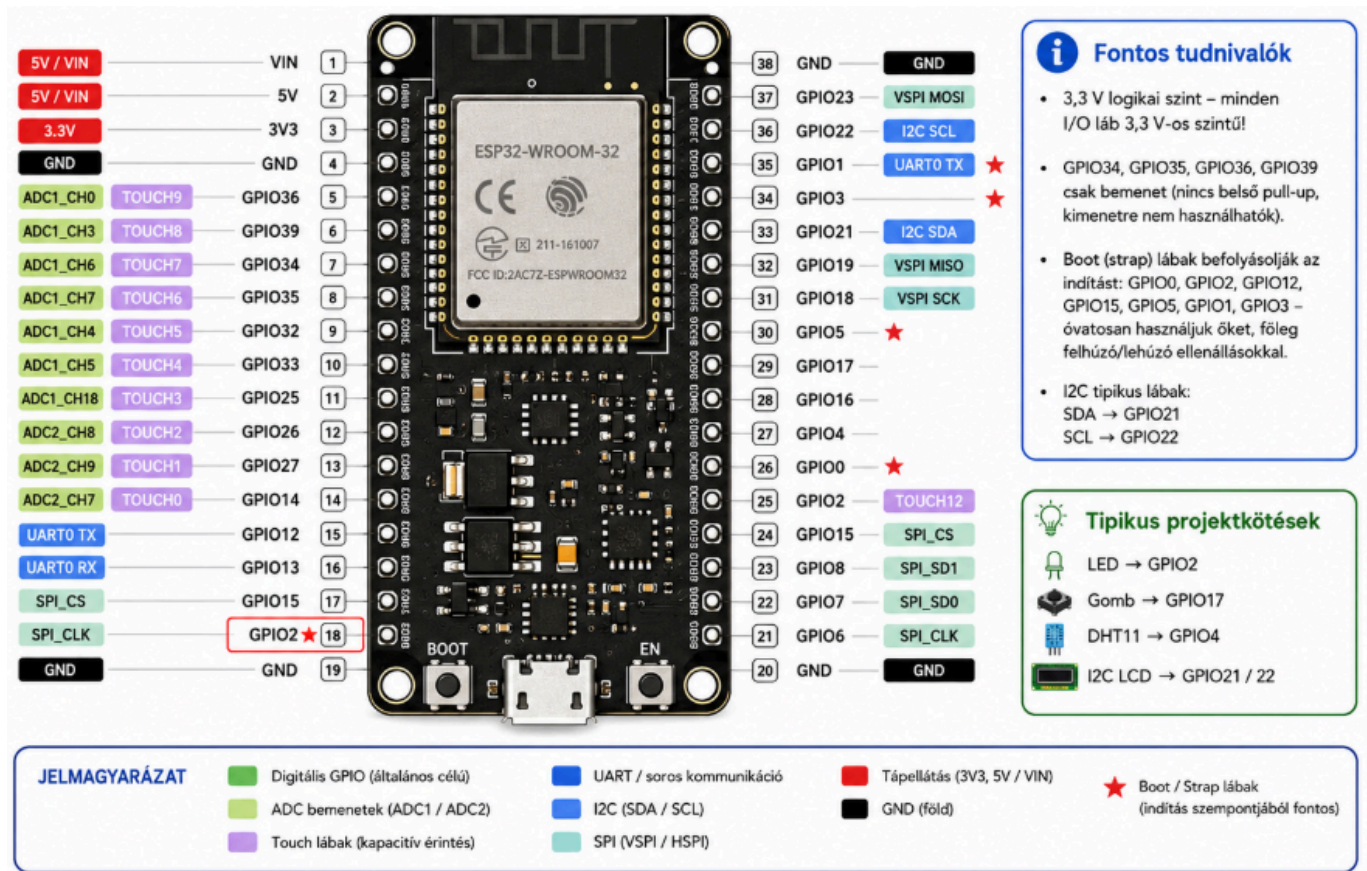 5V / VIN VIN 1
5V / VIN 5V 2
3.3V 3V3 3
GND GND 4
ADC1_CH0 TOUCH9 GPIO36 5
ADC1_CH3 TOUCH8 GPIO39 6
ADC1_CH6 TOUCH7 GPIO34 7
ADC1_CH7 TOUCH6 GPIO35 8
ADC1_CH4 TOUCH5 GPIO32 9
ADC1_CH5 TOUCH4 GPIO33 10
ADC1_CH18 TOUCH3 GPIO25 11
ADC2_CH8 TOUCH2 GPIO26 12
ADC2_CH9 TOUCH1 GPIO27 13
ADC2_CH7 TOUCH0 GPIO14 14
UART0 TX GPIO12 15
UART0 RX GPIO13 16
SPI_CS GPIO15 17
SPI_CLK GPIO2 ★ 18
GND GND 19
ESP32-WROOM-32
CE
211-161007
FCC ID:2AC7Z-ESPWROOM32
BOOT
EN
38 GND GND
37 GPIO23 VSPI MOSI
36 GPIO22 I2C SCL
35 GPIO1 UART0 TX ★
34 GPIO3 ★
33 GPIO21 I2C SDA
32 GPIO19 VSPI MISO
31 GPIO18 VSPI SCK
30 GPIO5 ★
29 GPIO17
28 GPIO16
27 GPIO4
26 GPIO0 ★
25 GPIO2 TOUCH12
24 GPIO15 SPI_CS
23 GPIO8 SPI_SD1
22 GPIO7 SPI_SD0
21 GPIO6 SPI_CLK
20 GND GND
i Fontos tudnivalók
• 3,3 V logikai szint – minden
I/O láb 3,3 V-os szintű!
• GPIO34, GPIO35, GPIO36, GPIO39
csak bemenet (nincs belső pull-up,
kimenetre nem használhatók).
• Boot (strap) lábak befolyásolják az
indítást: GPIO0, GPIO2, GPIO12,
GPIO15, GPIO5, GPIO1, GPIO3 –
óvatosan használjuk őket, főleg
felhúzó/lehúzó ellenállásokkal.
• I2C tipikus lábak:
SDA → GPIO21
SCL → GPIO22
Tipikus projektkötések
LED → GPIO2
Gomb → GPIO17
DHT11 → GPIO4
I2C LCD → GPIO21 / 22
JELMAGYARÁZAT
Digitális GPIO (általános célú)
ADC bemenetek (ADC1 / ADC2)
Touch lábak (kapacitív érintés)
UART / soros kommunikáció
I2C (SDA / SCL)
SPI (VSPI / HSPI)
Tápellátás (3V3, 5V / VIN)
GND (föld)
★ Boot / Strap lábak
(indítás szempontjából fontos)